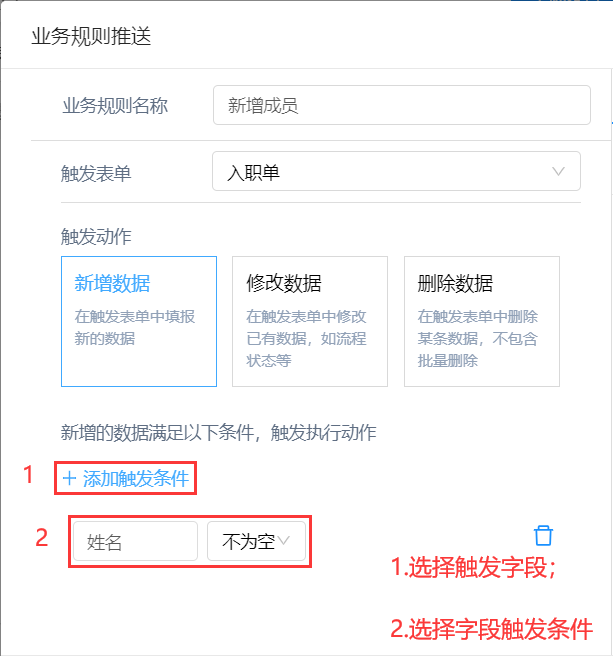 业务规则推送
业务规则名称
新增成员
触发表单
入职单
触发动作
新增数据
在触发表单中填报
新的数据
修改数据
在触发表单中修改
已有数据，如流程
状态等
删除数据
在触发表单中删除
某条数据，不包含
批量删除
新增的数据满足以下条件，触发执行动作
1
+ 添加触发条件
2
姓名
不为空
1.选择触发字段；
2.选择字段触发条件